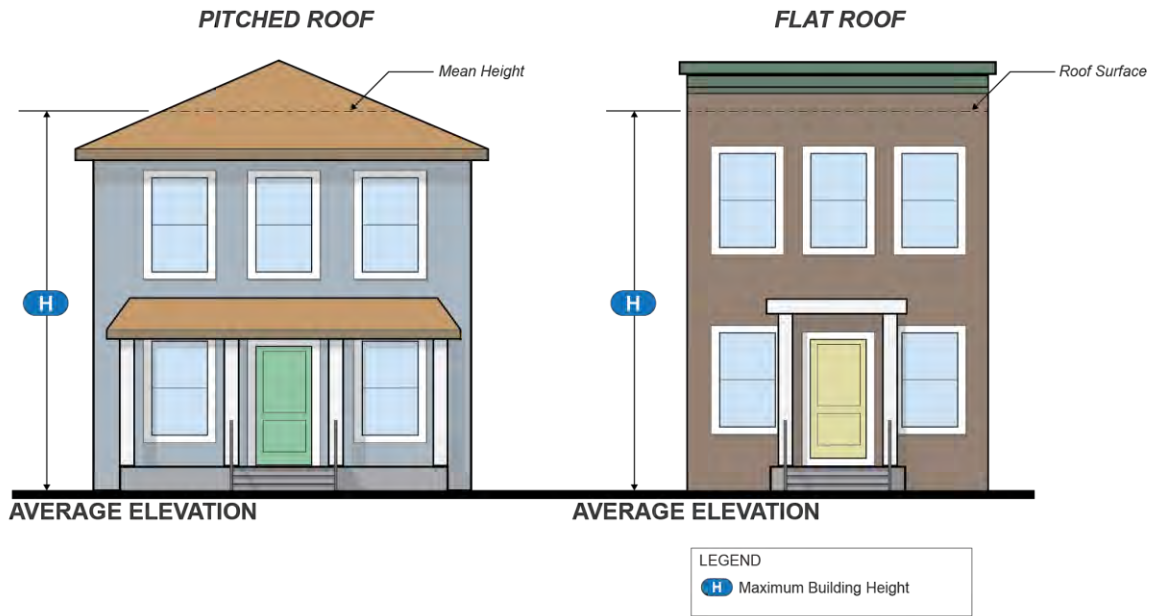 PITCHED ROOF
FLAT ROOF
Mean Height
Roof Surface
H
H
AVERAGE ELEVATION
AVERAGE ELEVATION
LEGEND
H Maximum Building Height